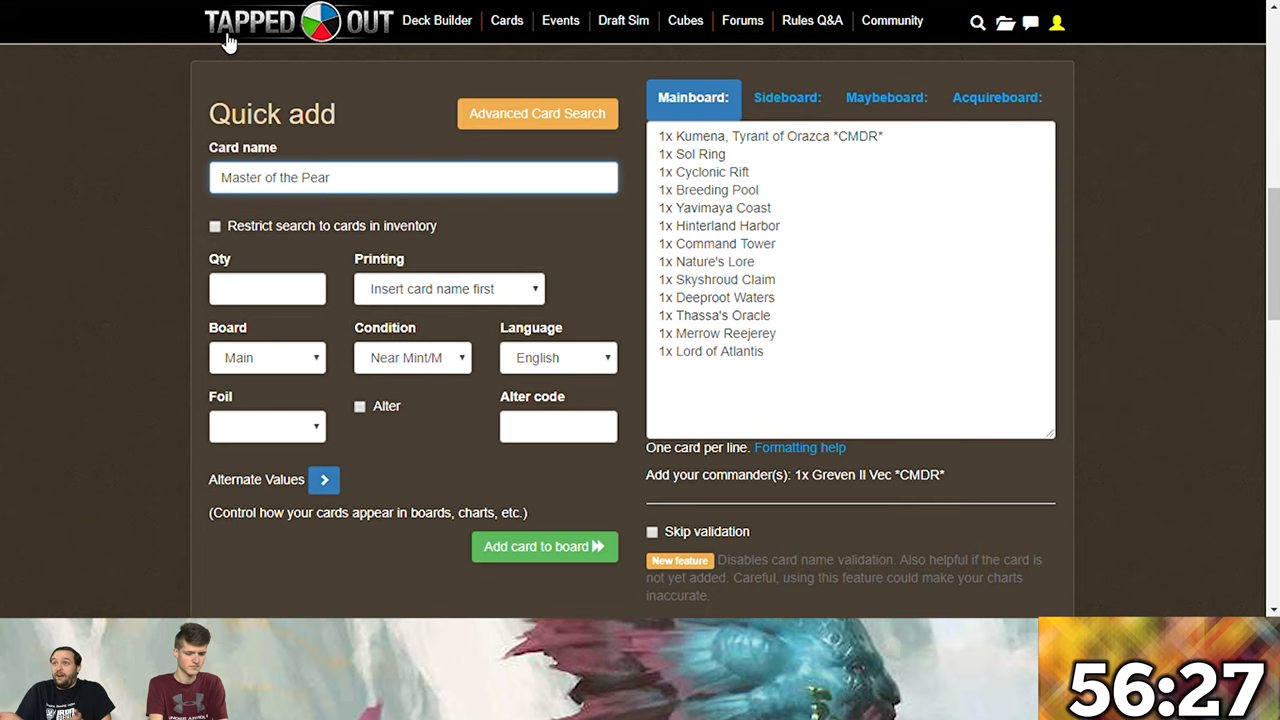 TAPPED OUT
Deck Builder Cards Events Draft Sim Cubes Forums Rules Q&A Community
Quick add
Advanced Card Search
Card name
Master of the Pear
Restrict search to cards in inventory
Qty
Printing
Insert card name first
Board
Condition
Language
Main
Near Mint/M
English
Foil
Alter
Alter code
Alternate Values
(Control how your cards appear in boards, charts, etc.)
Add card to board
Mainboard: Sideboard: Maybeboard: Acquireboard:
1x Kumena, Tyrant of Orazca *CMDR*
1x Sol Ring
1x Cyclonic Rift
1x Breeding Pool
1x Yavimaya Coast
1x Hinterland Harbor
1x Command Tower
1x Nature's Lore
1x Skyshroud Claim
1x Deeproot Waters
1x Thassa's Oracle
1x Merrow Reejerey
1x Lord of Atlantis
One card per line. Formatting help
Add your commander(s): 1x Greven Il Vec *CMDR*
Skip validation
New feature Disables card name validation. Also helpful if the card is
not yet added. Careful, using this feature could make your charts
inaccurate.
UNDER ARMOUR
56:27